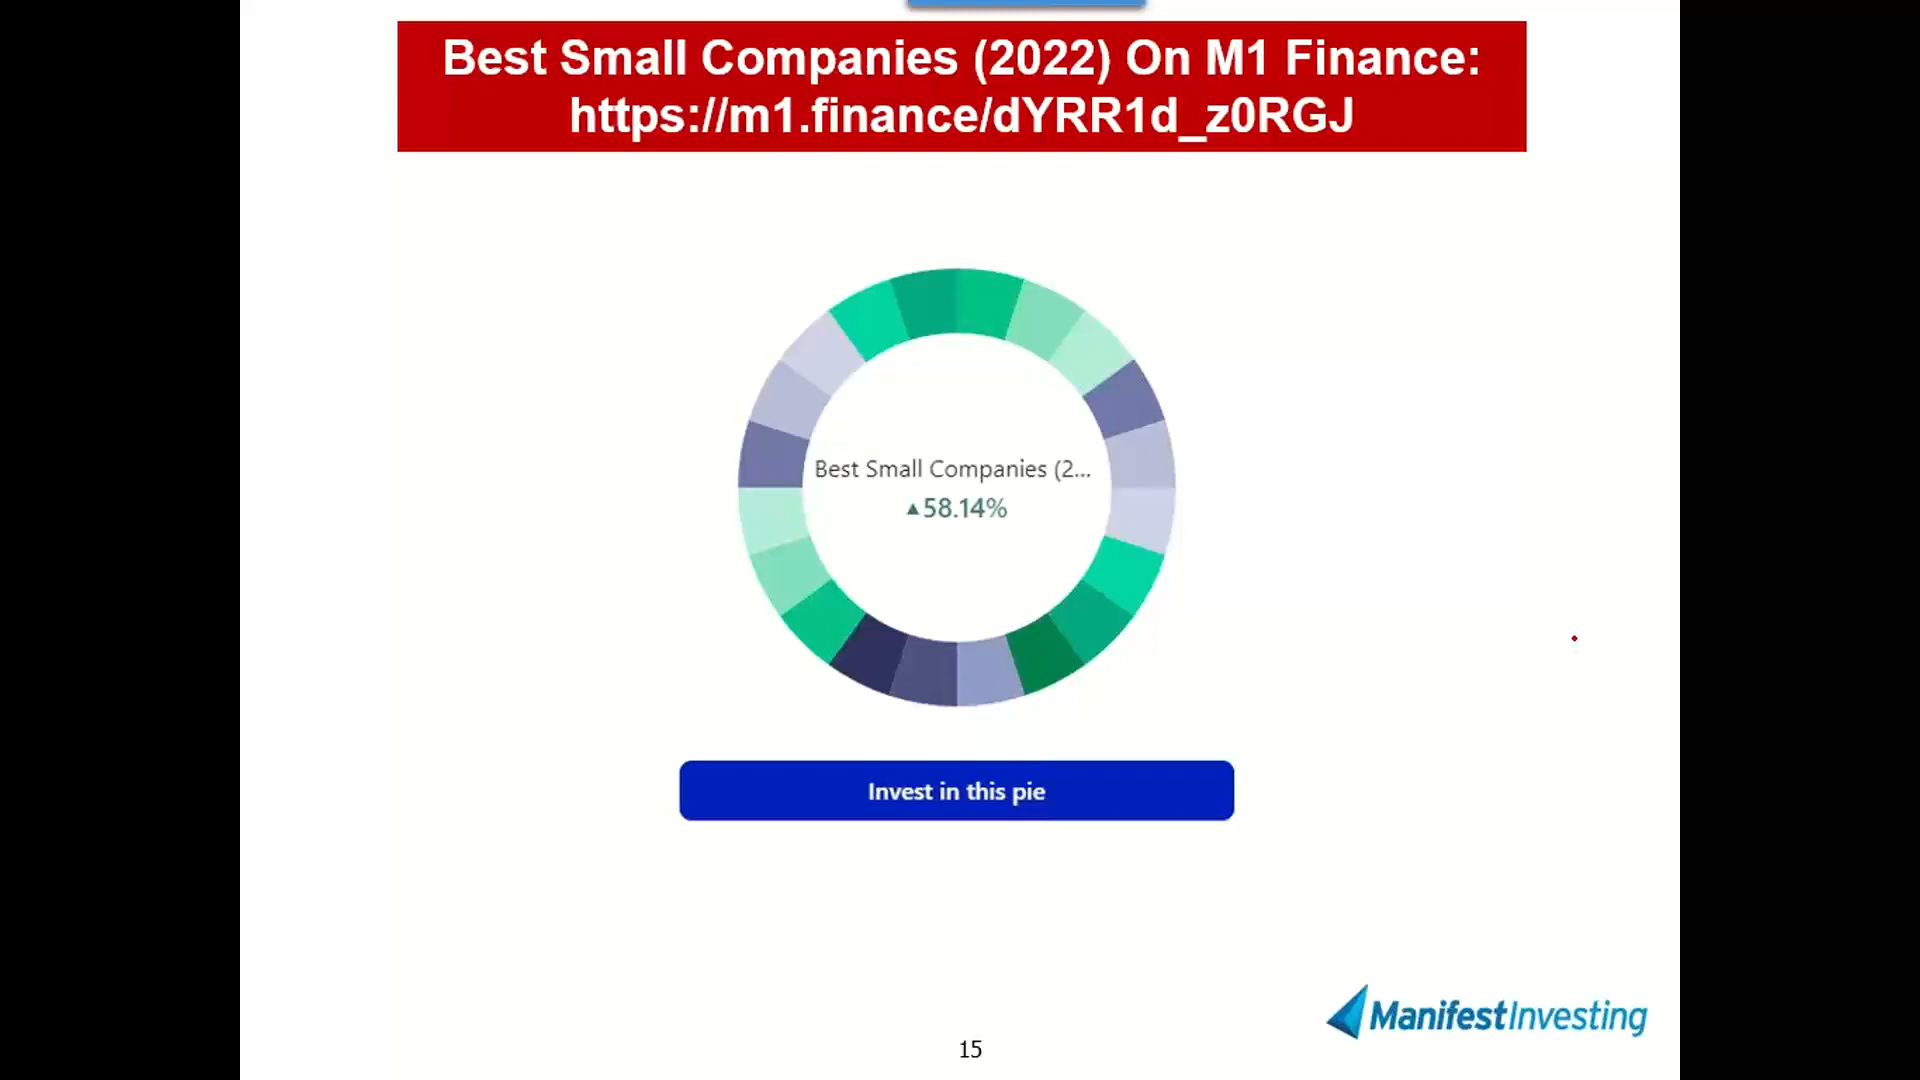 Best Small Companies (2022) On M1 Finance:
https://m1.finance/dYRR1d_z0RGJ
Best Small Companies (2...
▲58.14%
Invest in this pie
ManifestInvesting
15